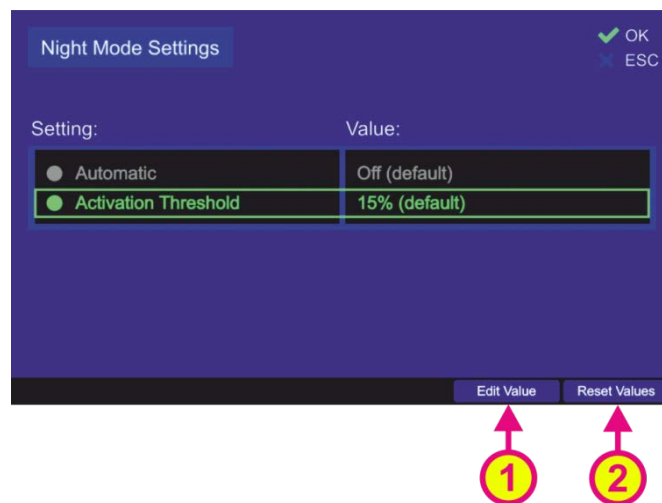 Night Mode Settings
OK
ESC
Setting: Value:
Automatic Off (default)
Activation Threshold 15% (default)
Edit Value Reset Values
1 2